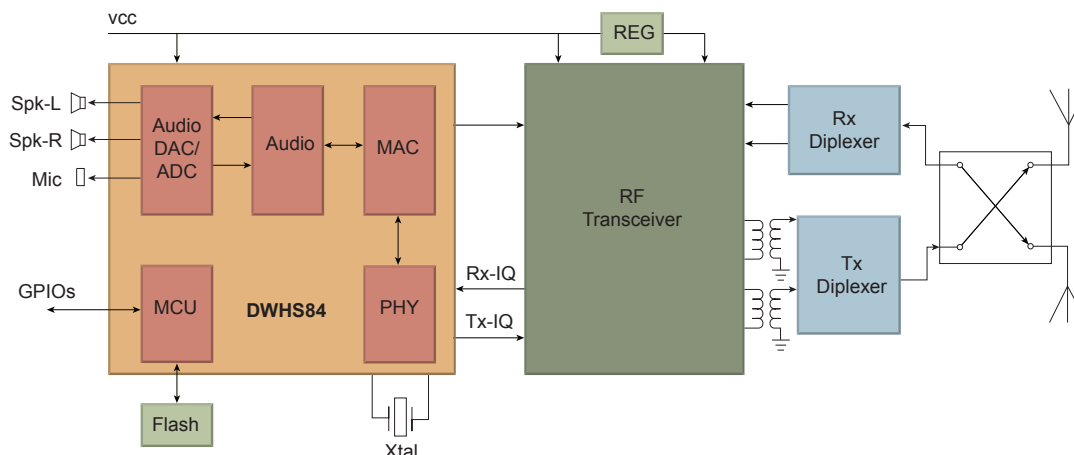 vcc
REG
Spk-L
Spk-R
Mic
Audio
DAC/
ADC
Audio
MAC
RF
Transceiver
Rx
Diplexer
Tx
Diplexer
GPIOs
MCU
DWHS84
PHY
Rx-IQ
Tx-IQ
Flash
Xtal